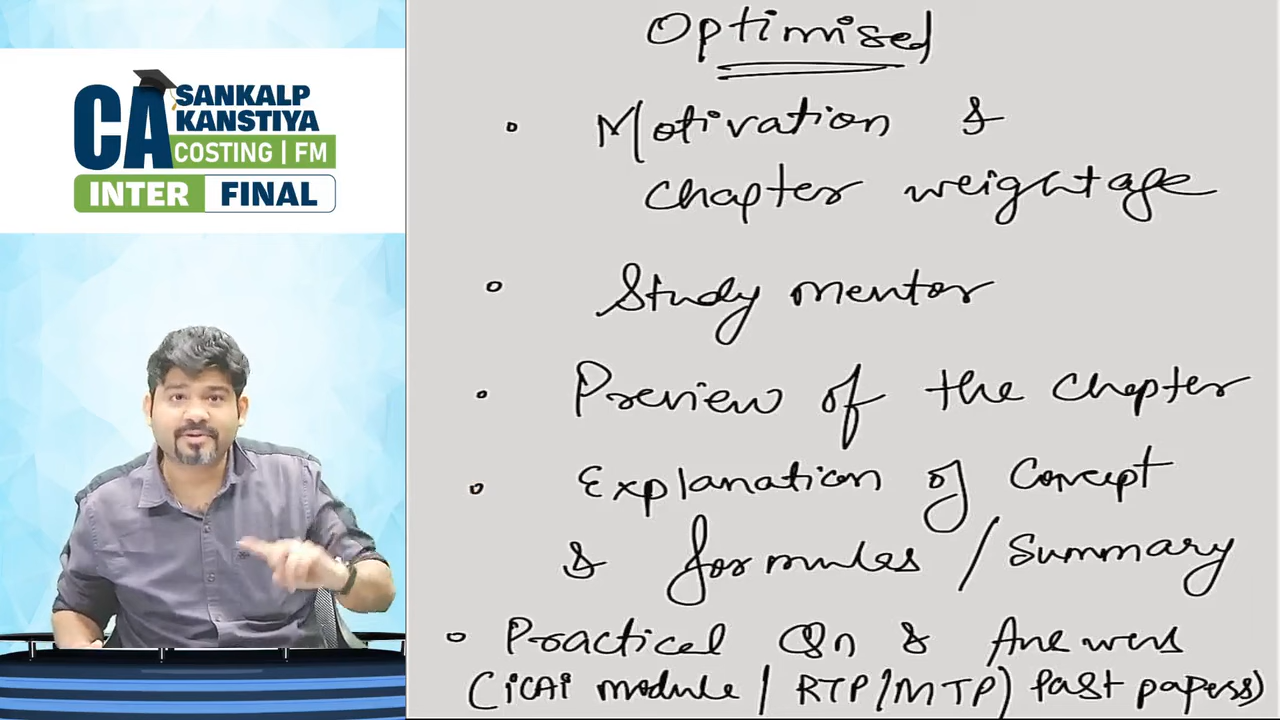 CA SANKALP
KANSTIYA
COSTING | FM
INTER FINAL
Optimised
• Motivation &
chapter weightage
• Study mentor
• Preview of the Chapter
• Explanation of Concept
& formules / Summary
• Practical Qn & Answers
(iCAi module / RTP / MTP) Past papers)